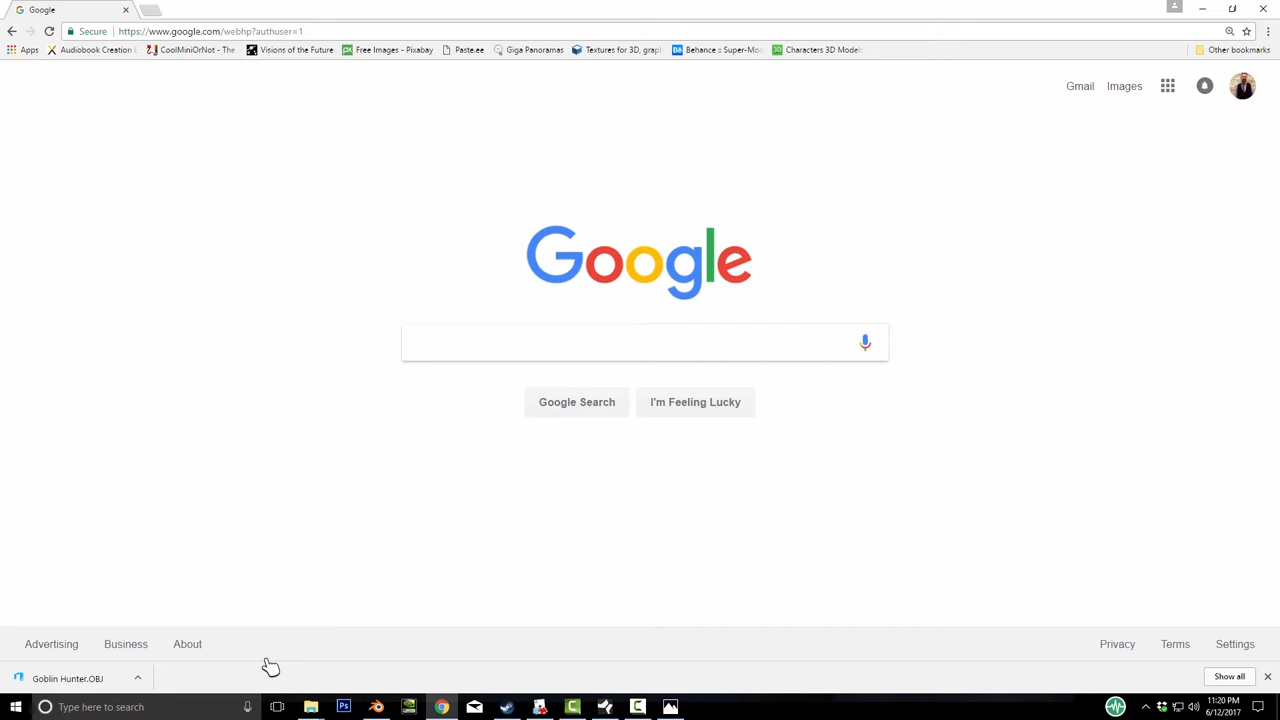 Google
Secure https://www.google.com/webhp?authuser=1
Apps Audiobook Creation E CoolMiniOrNot - The Visions of the Future Free Images - Pixabay Paste.ee Giga Panoramas Textures for 3D, grap Behance :: Super-Mod Characters 3D Models Other bookmarks
Gmail Images
Google
Google Search I'm Feeling Lucky
Advertising Business About Privacy Terms Settings
Goblin Hunter.OBJ Show all
Type here to search Ps 11:20 PM
6/12/2017